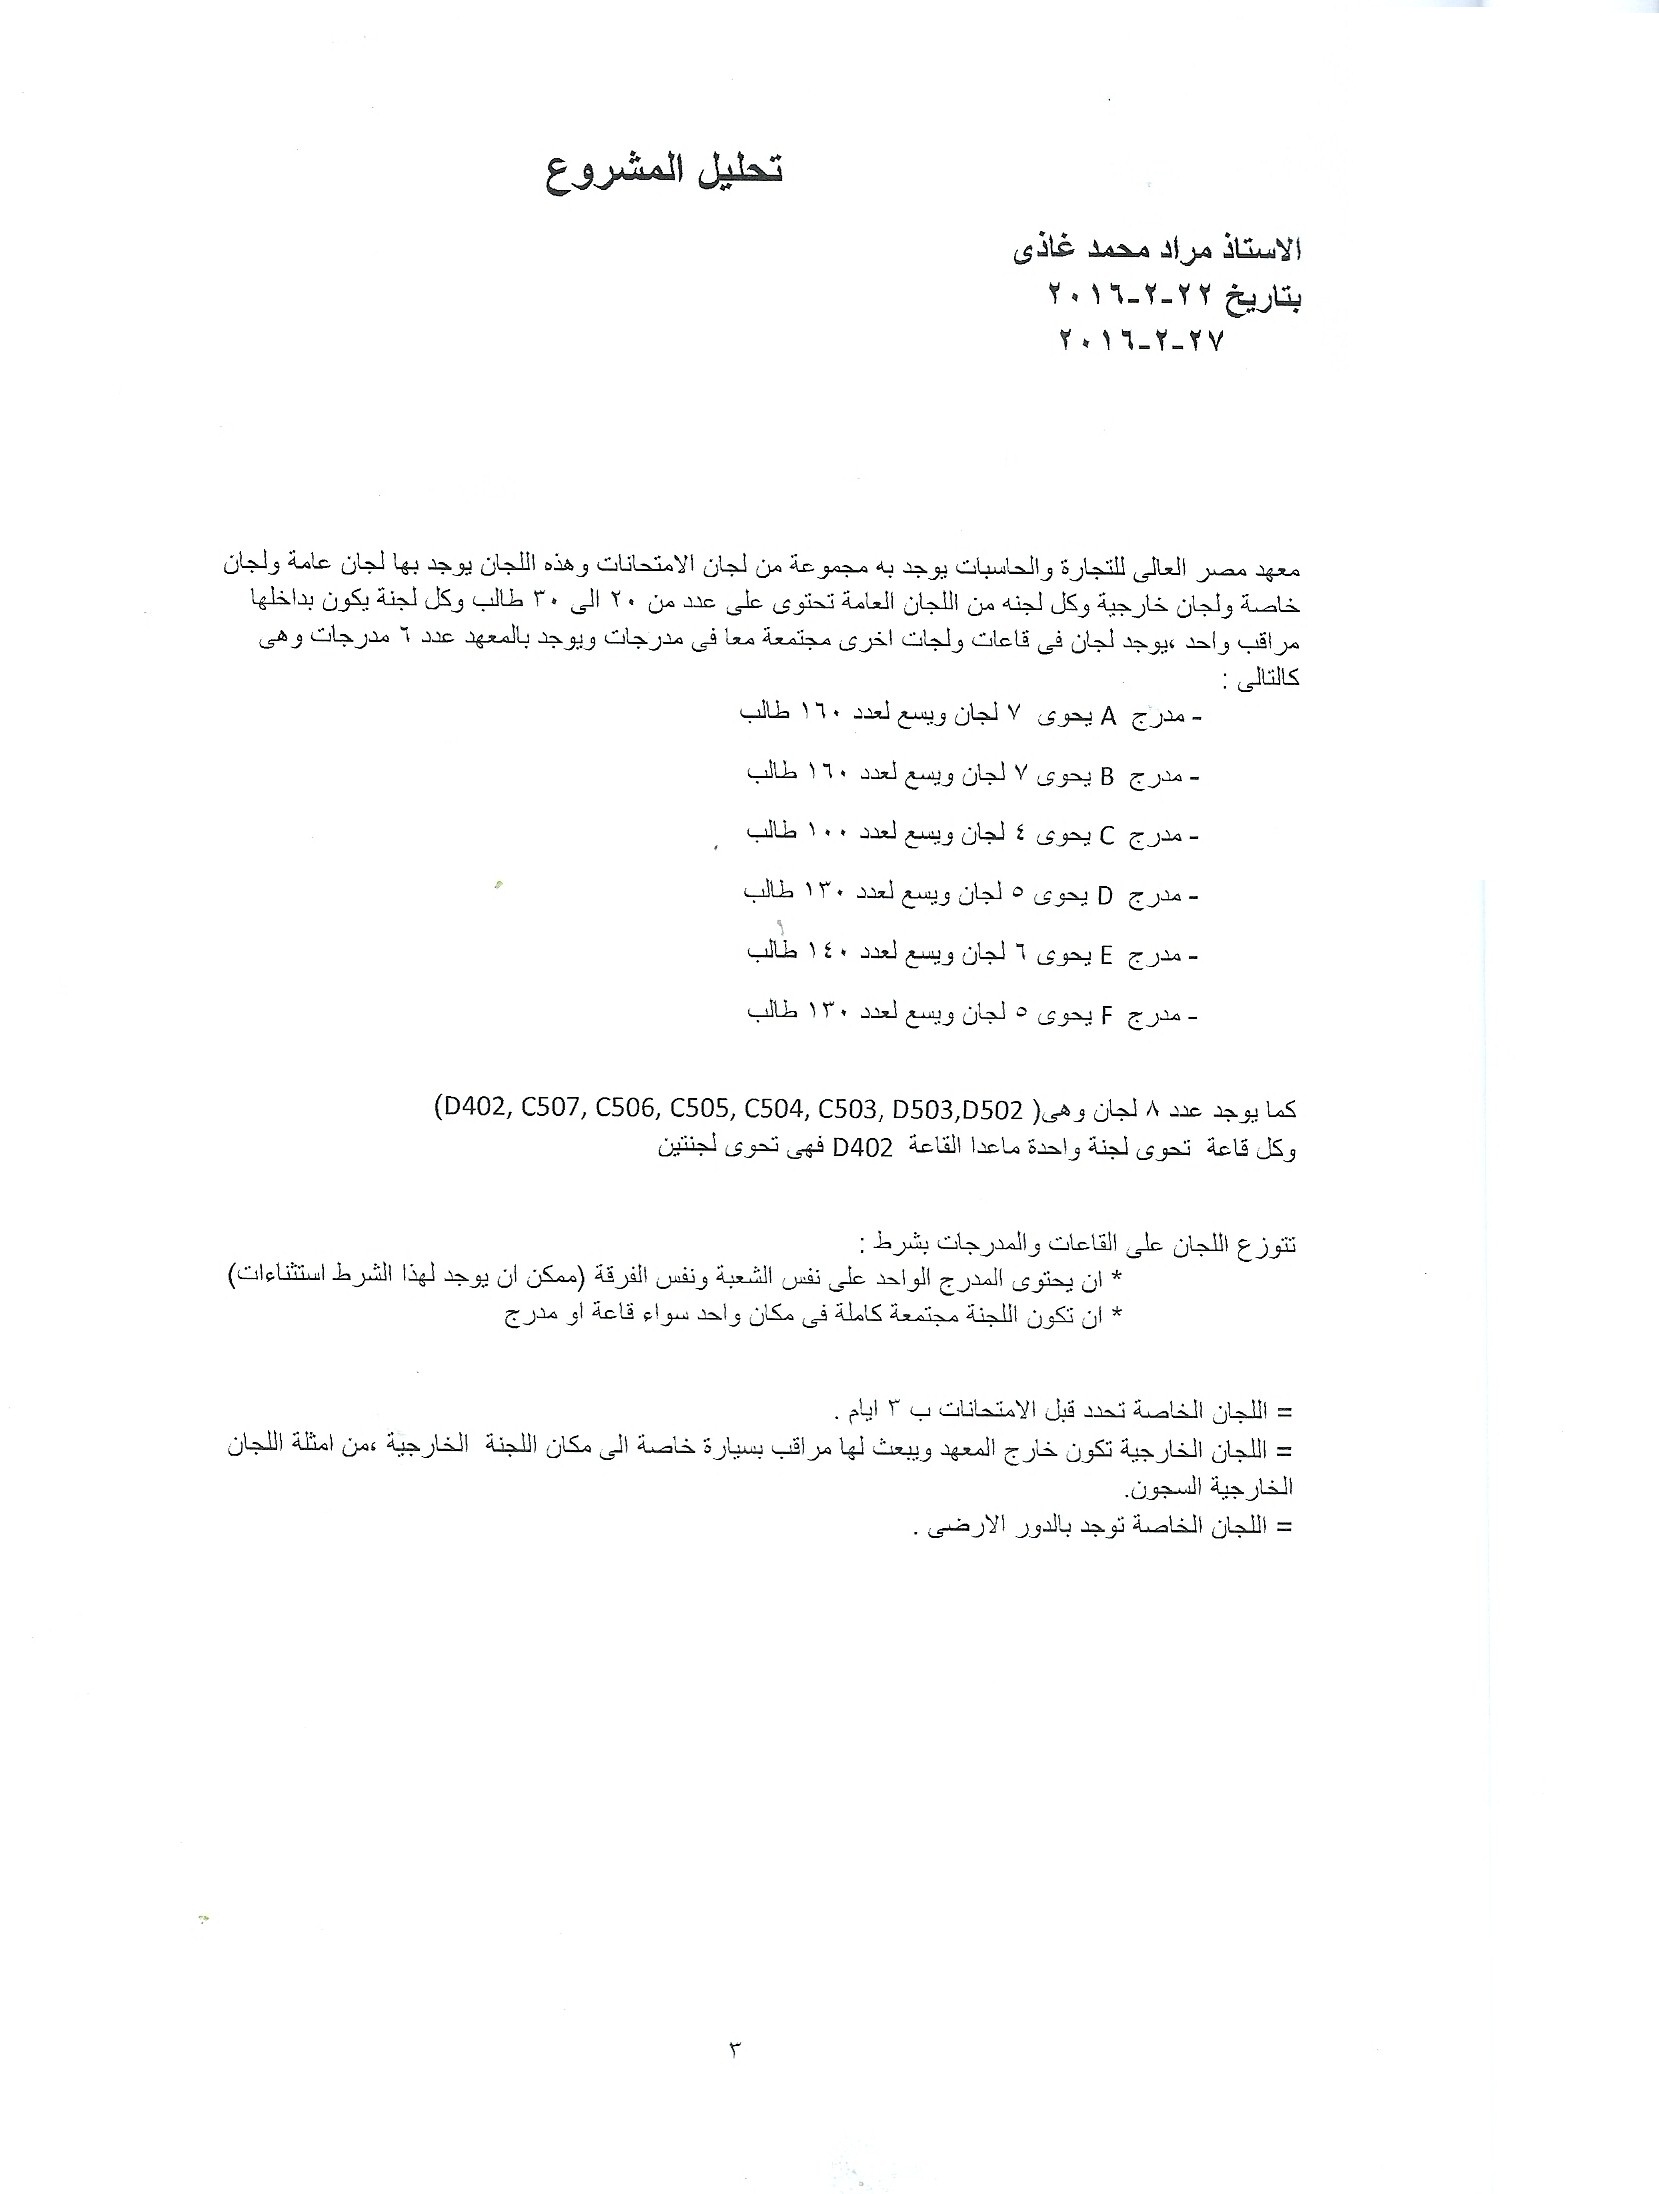 تحليل المشروع
الاستاذ مراد محمد غاذى
بتاريخ ٢٢-٢-٢٠١٦
٢٧-٢-٢٠١٦
معهد مصر العالى للتجارة والحاسبات يوجد به مجموعة من لجان الامتحانات وهذه اللجان يوجد بها لجان عامة ولجان
خاصة ولجان خارجية وكل لجنه من اللجان العامة تحتوى على عدد من ٢٠ الى ٣٠ طالب وكل لجنة يكون بداخلها
مراقب واحد ،يوجد لجان فى قاعات ولجات اخرى مجتمعة معا فى مدرجات ويوجد بالمعهد عدد ٦ مدرجات وهى
كالتالى :
- مدرج A يحوى ٧ لجان ويسع لعدد ١٦٠ طالب
- مدرج B يحوى ٧ لجان ويسع لعدد ١٦٠ طالب
- مدرج C يحوى ٤ لجان ويسع لعدد ١٠٠ طالب
- مدرج D يحوى ٥ لجان ويسع لعدد ١٣٠ طالب
- مدرج E يحوى ٦ لجان ويسع لعدد ١٤٠ طالب
- مدرج F يحوى ٥ لجان ويسع لعدد ١٣٠ طالب
كما يوجد عدد ٨ لجان وهى( D402, C507, C506, C505, C504, C503, D503,D502)
وكل قاعة تحوى لجنة واحدة ماعدا القاعة D402 فهى تحوى لجنتين
تتوزع اللجان على القاعات والمدرجات بشرط :
* ان يحتوى المدرج الواحد على نفس الشعبة ونفس الفرقة (ممكن ان يوجد لهذا الشرط استثناءات)
* ان تكون اللجنة مجتمعة كاملة فى مكان واحد سواء قاعة او مدرج
= اللجان الخاصة تحدد قبل الامتحانات ب ٣ ايام .
= اللجان الخارجية تكون خارج المعهد ويبعث لها مراقب بسيارة خاصة الى مكان اللجنة الخارجية ،من امثلة اللجان
الخارجية السجون.
= اللجان الخاصة توجد بالدور الارضى .
٣